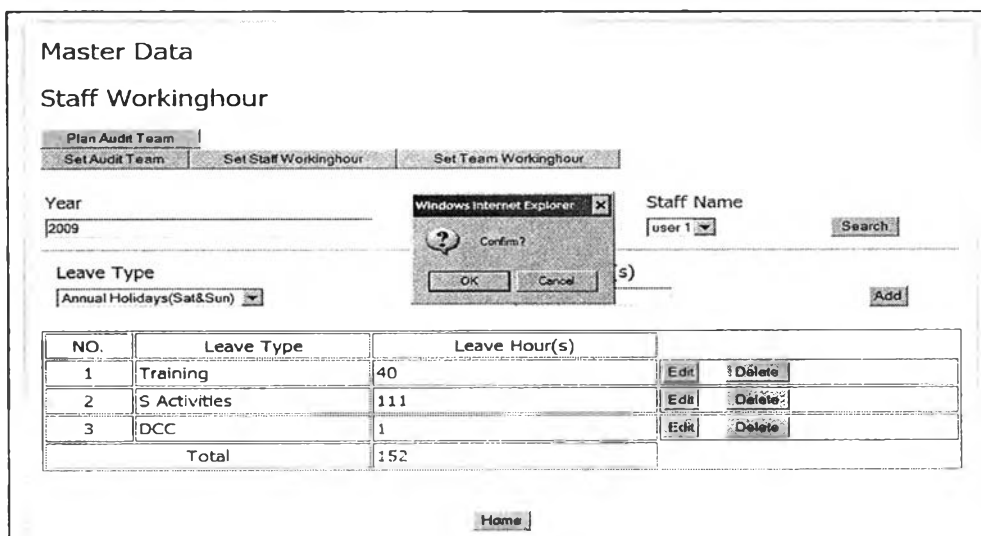 Master Data
Staff Workinghour
Plan Audit Team
Set Audit Team Set Staff Workinghour Set Team Workinghour
Year Staff Name
2009 user 1 Search
Windows Internet Explorer
Confirm?
OK Cancel
Leave Type (s)
Annual Holidays(Sat&Sun) Add
NO. Leave Type Leave Hour(s)
1 Training 40 Edit Delete
2 S Activities 111 Edit Delete
3 DCC 1 Edit Delete
Total 152
Home